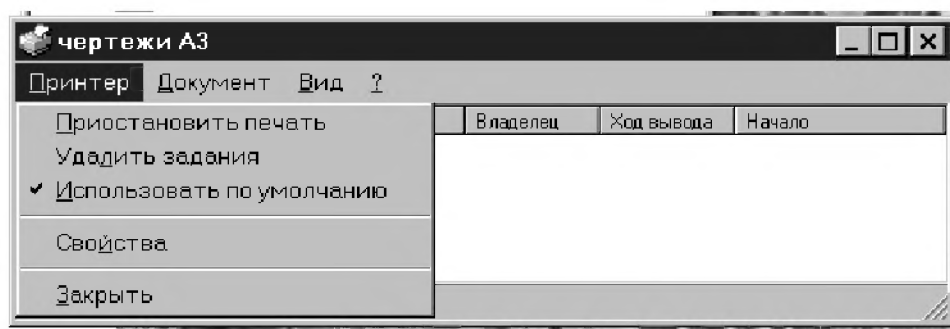 чертежи А3
Принтер Документ Вид ?
Приостановить печать
Удалить задания
Использовать по умолчанию
Свойства
Закрыть
Владелец Ход вывода Начало